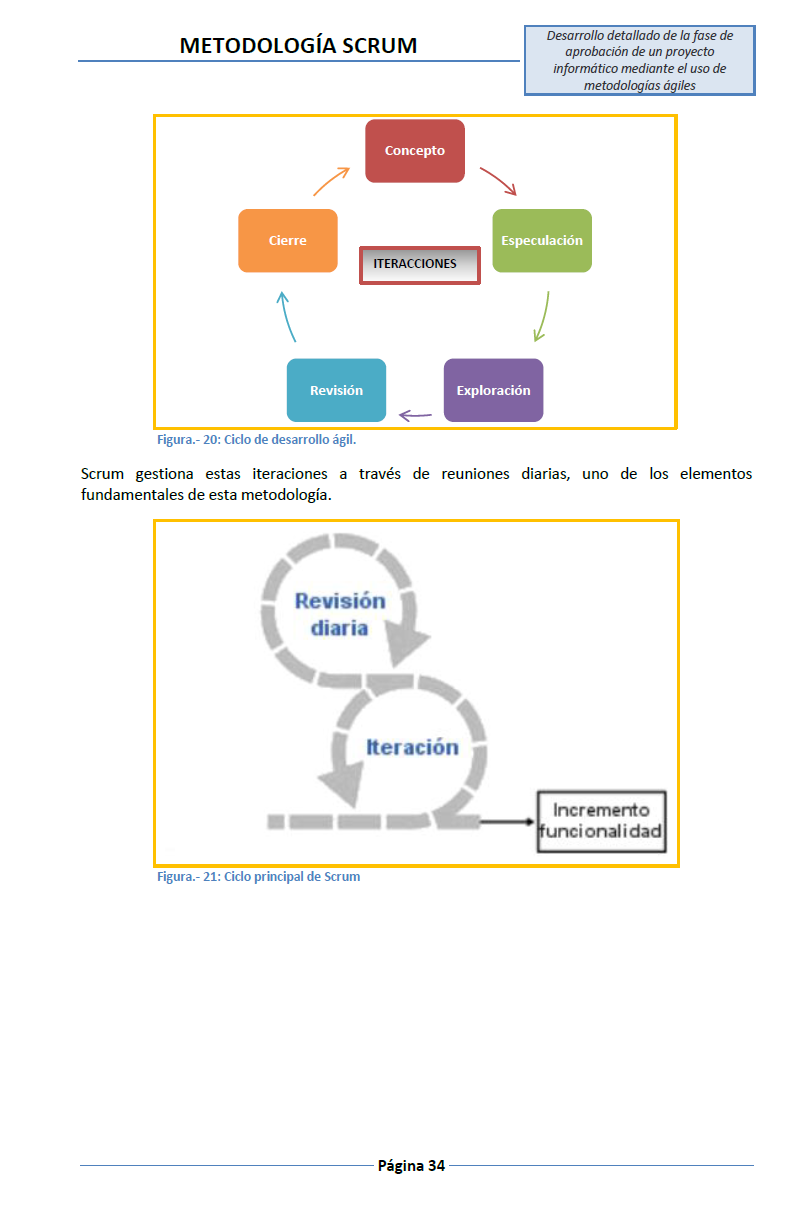 METODOLOGÍA SCRUM
Desarrollo detallado de la fase de
aprobación de un proyecto
informático mediante el uso de
metodologías ágiles
Concepto
Cierre
Especulación
ITERACCIONES
Revisión
Exploración
Figura.- 20: Ciclo de desarrollo ágil.
Scrum gestiona estas iteraciones a través de reuniones diarias, uno de los elementos
fundamentales de esta metodología.
Revisión
diaria
Iteración
Incremento
funcionalidad
Figura.- 21: Ciclo principal de Scrum
Página 34